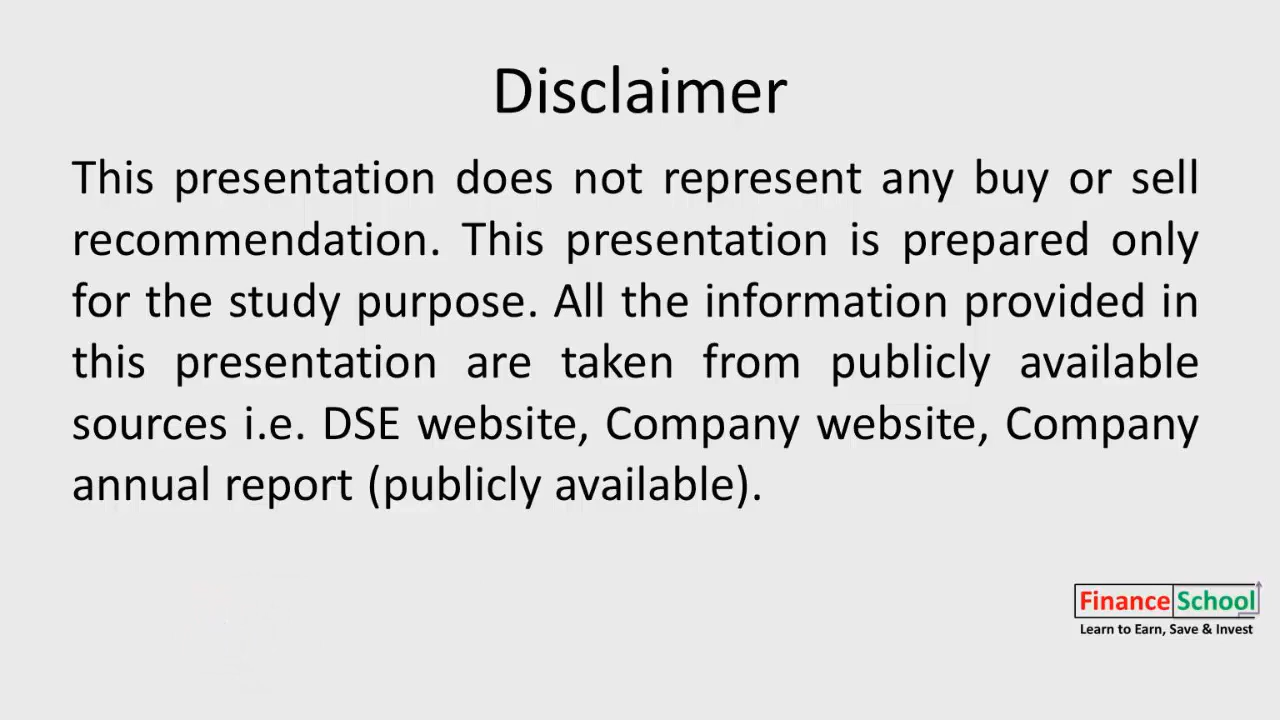 Disclaimer
This presentation does not represent any buy or sell
recommendation. This presentation is prepared only
for the study purpose. All the information provided in
this presentation are taken from publicly available
sources i.e. DSE website, Company website, Company
annual report (publicly available).
Finance School
Learn to Earn, Save & Invest